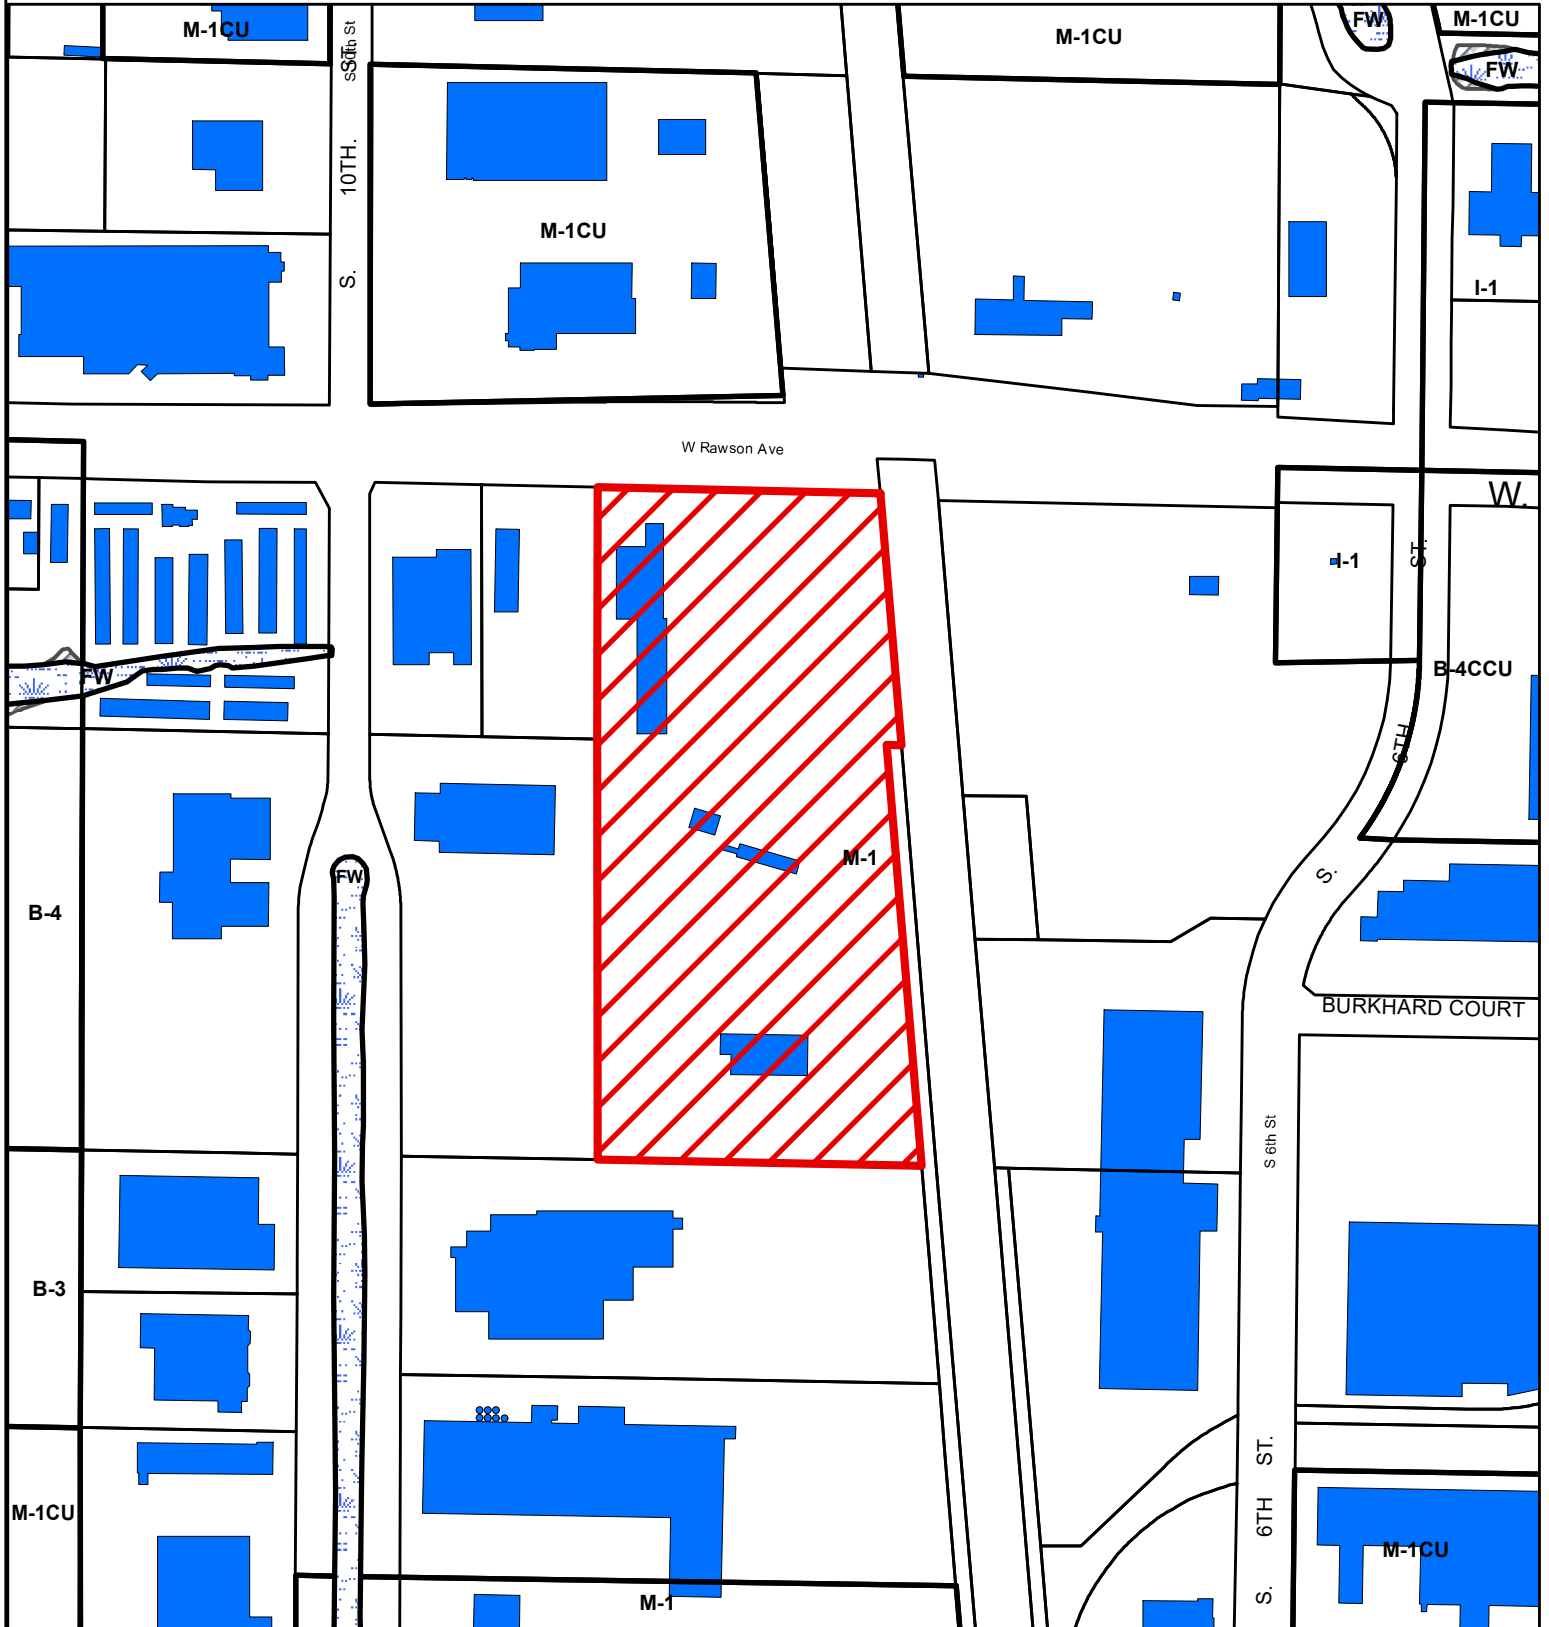 M-1CU
S 10th St
ST.
M-1CU
FW
M-1CU
FW
10TH.
M-1CU
S.
I-1
W Rawson Ave
W.
ST.
I-1
FW
B-4CCU
6TH
M-1
FW
S.
B-4
BURKHARD COURT
S 6th St
B-3
ST.
M-1CU
6TH
M-1CU
S.
M-1